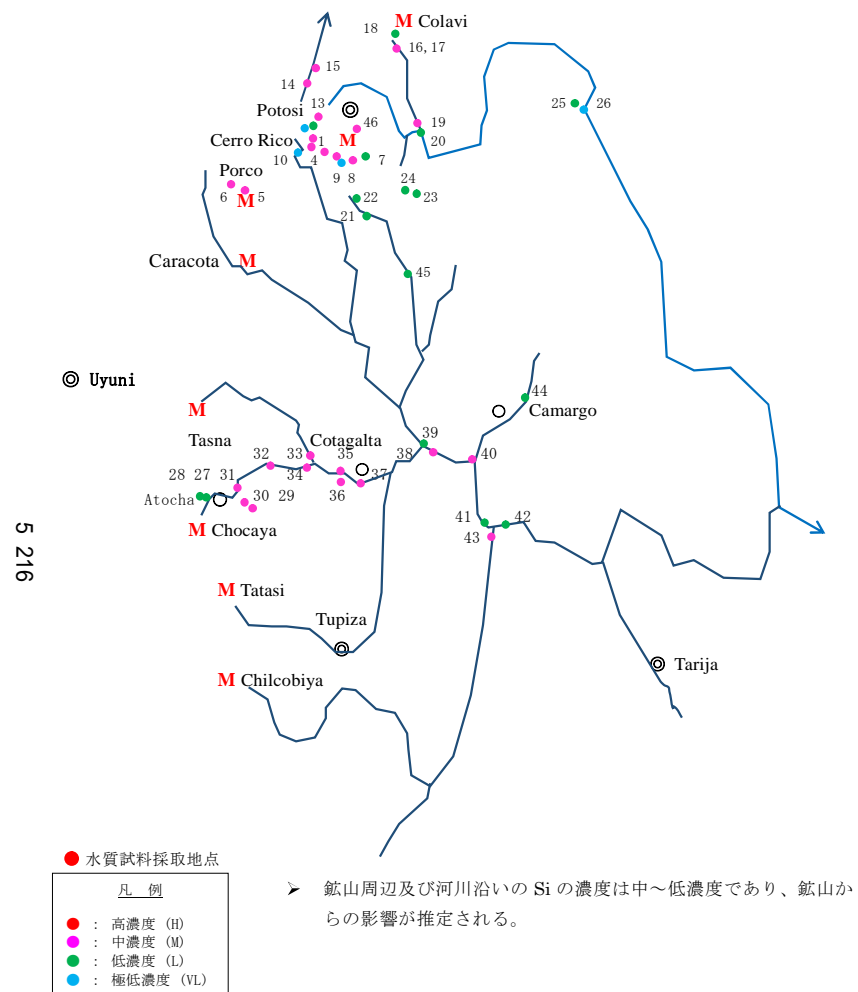 18 M Colavi
16,17
15
14
Potosi 13
46 19
Cerro Rico 1 M 20
10 4 9 8 7
25 26
Porco
6 5
M
24
22 23
21
Caracota M
45
Uyuni
M
44
Camargo
Tasna Cotagalta 39
32 33 35 38 40
28 27 31 34 37
Atocha 30 29 36
M Chocaya
41 42
43
5 216
M Tatasi
Tupiza
Tarija
M Chilcobiya
水質試料採取地点
凡 例
: 高濃度 (H)
: 中濃度 (M)
: 低濃度 (L)
: 極低濃度 (VL)
➢ 鉱山周辺及び河川沿いの Si の濃度は中～低濃度であり、鉱山か
らの影響が推定される。